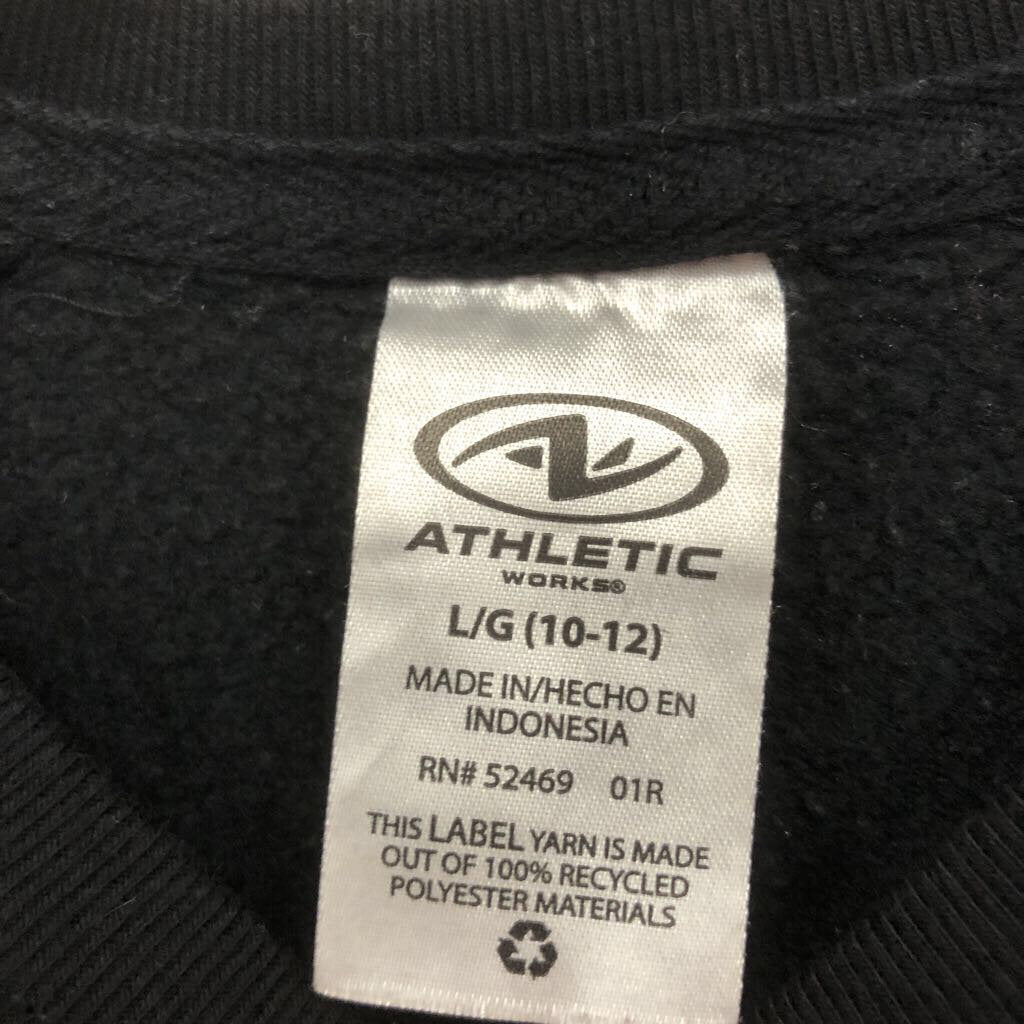 ATHLETIC
WORKS®
L/G (10-12)
MADE IN/HECHO EN
INDONESIA
RN# 52469 01R
THIS LABEL YARN IS MADE
OUT OF 100% RECYCLED
POLYESTER MATERIALS